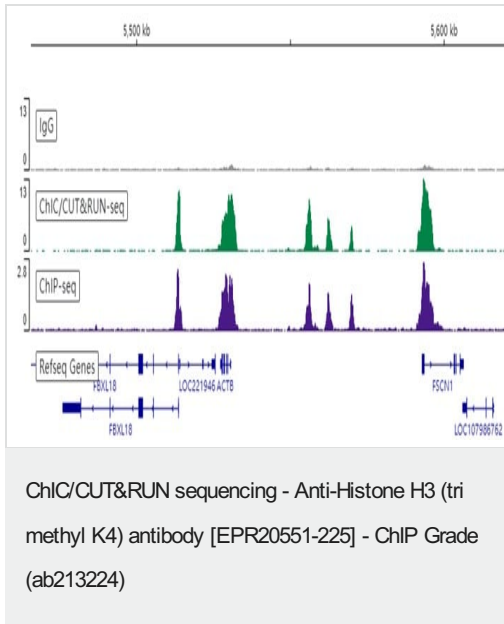 5,500 kb 5,600 kb
13
IgG
0
13
ChIC/CUT&RUN-seq
0
2.8
ChIP-seq
0
Refseq Genes
FBXL18 LOC221946 ACTB FSCN1
FBXL18 LOC107986762
ChIC/CUT&RUN sequencing - Anti-Histone H3 (tri
methyl K4) antibody [EPR20551-225] - ChIP Grade
(ab213224)